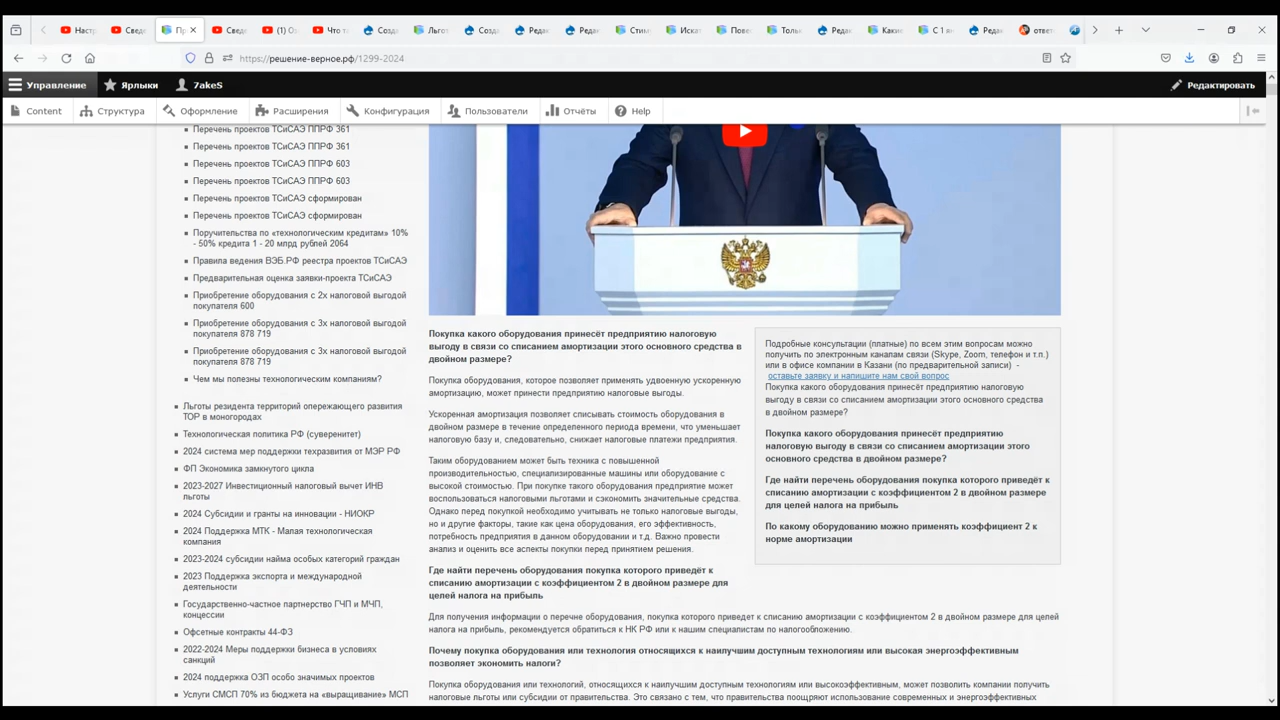 Настр
Сведе
Пр
Сведе
(1) Оз
Что т
Созд
Льгот
Созд
Редак
Редак
Стим
Искa
Пове
Тольк
Редак
Какие
С 1 ян
Редак
ответ
https://решение-верное.рф/1299-2024
Управление
Ярлыки
7akeS
Редактировать
Content
Структура
Оформление
Расширения
Конфигурация
Пользователи
Отчёты
Help
Перечень проектов ТСиСАЭ ППРФ 361
Перечень проектов ТСиСАЭ ППРФ 361
Перечень проектов ТСиСАЭ ППРФ 603
Перечень проектов ТСиСАЭ ППРФ 603
Перечень проектов ТСиСАЭ сформирован
Перечень проектов ТСиСАЭ сформирован
Поручительства по «технологическим кредитам» 10%
- 50% кредита 1 - 20 млрд рублей 2064
Правила ведения ВЭБ.РФ реестра проектов ТСиСАЭ
Предварительная оценка заявки-проекта ТСиСАЭ
Приобретение оборудования с 2х налоговой выгодой
покупателя 600
Приобретение оборудования с 3х налоговой выгодой
покупателя 878 719
Приобретение оборудования с 3х налоговой выгодой
покупателя 878 719
Чем мы полезны технологическим компаниям?
Льготы резидента территорий опережающего развития
ТОР в моногородах
Технологическая политика РФ (суверенитет)
2024 система мер поддержки техразвития от МЭР РФ
ФП Экономика замкнутого цикла
2023-2027 Инвестиционный налоговый вычет ИНВ
льготы
2024 Субсидии и гранты на инновации - НИОКР
2024 Поддержка МТК - Малая технологическая
компания
2023-2024 субсидии найма особых категорий граждан
2023 Поддержка экспорта и международной
деятельности
Государственно-частное партнерство ГЧП и МЧП,
концессии
Офсетные контракты 44-ФЗ
2022-2024 Меры поддержки бизнеса в условиях
санкций
2024 поддержка ОЗП особо значимых проектов
Услуги СМСП 70% из бюджета на «выращивание» МСП
Покупка какого оборудования принесёт предприятию налоговую
выгоду в связи со списанием амортизации этого основного средства в
двойном размере?
Покупка оборудования, которое позволяет применять удвоенную ускоренную
амортизацию, может принести предприятию налоговые выгоды.
Ускоренная амортизация позволяет списывать стоимость оборудования в
двойном размере в течение определенного периода времени, что уменьшает
налоговую базу и, следовательно, снижает налоговые платежи предприятия.
Таким оборудованием может быть техника с повышенной
производительностью, специализированные машины или оборудование с
высокой стоимостью. При покупке такого оборудования предприятие может
воспользоваться налоговыми льготами и сэкономить значительные средства.
Однако перед покупкой необходимо учитывать не только налоговые выгоды,
но и другие факторы, такие как цена оборудования, его эффективность,
потребность предприятия в данном оборудовании и т.д. Важно провести
анализ и оценить все аспекты покупки перед принятием решения.
Где найти перечень оборудования покупка которого приведёт к
списанию амортизации с коэффициентом 2 в двойном размере для
целей налога на прибыль
Подробные консультации (платные) по всем этим вопросам можно
получить по электронным каналам связи (Skype, Zoom, телефон и т.п.)
или в офисе компании в Казани (по предварительной записи) -
оставьте заявку и напишите нам свой вопрос
Покупка какого оборудования принесёт предприятию налоговую
выгоду в связи со списанием амортизации этого основного средства
в двойном размере?
Покупка какого оборудования принесёт предприятию
налоговую выгоду в связи со списанием амортизации этого
основного средства в двойном размере?
Где найти перечень оборудования покупка которого приведёт к
списанию амортизации с коэффициентом 2 в двойном размере
для целей налога на прибыль
По какому оборудованию можно применять коэффициент 2 к
норме амортизации
Для получения информации о перечне оборудования, покупка которого приведет к списанию амортизации с коэффициентом 2 в двойном размере для целей
налога на прибыль, рекомендуется обратиться к НК РФ или к нашим специалистам по налогообложению.
Почему покупка оборудования или технология относящихся к наилучшим доступным технологиям или высокая энергоэффективным
позволяет экономить налоги?
Покупка оборудования или технологий, относящихся к наилучшим доступным технологиям или высокоэффективным, может позволить компании получить
налоговые льготы или субсидии от правительства. Это связано с тем, что правительства поощряют использование современных и энергоэффективных